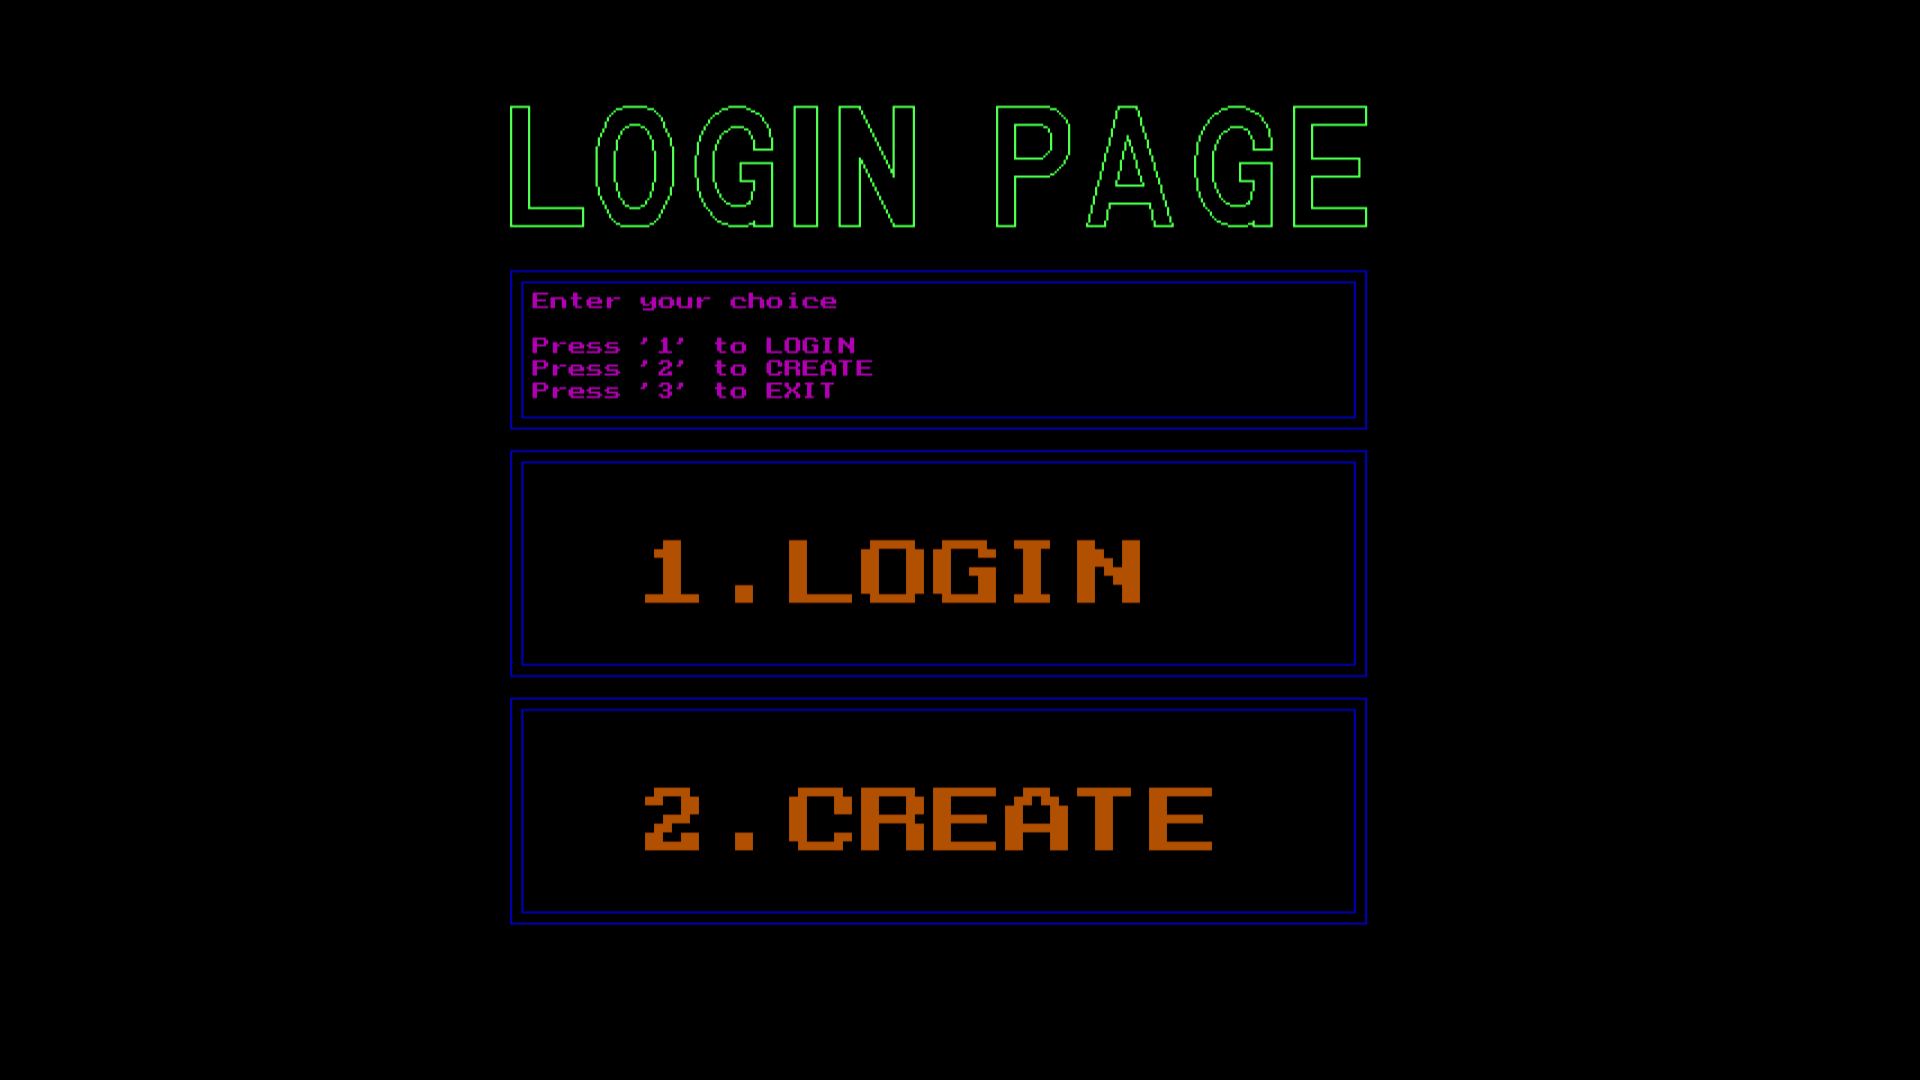 LOGIN PAGE
Enter your choice
Press '1' to LOGIN
Press '2' to CREATE
Press '3' to EXIT
1.LOGIN
2.CREATE